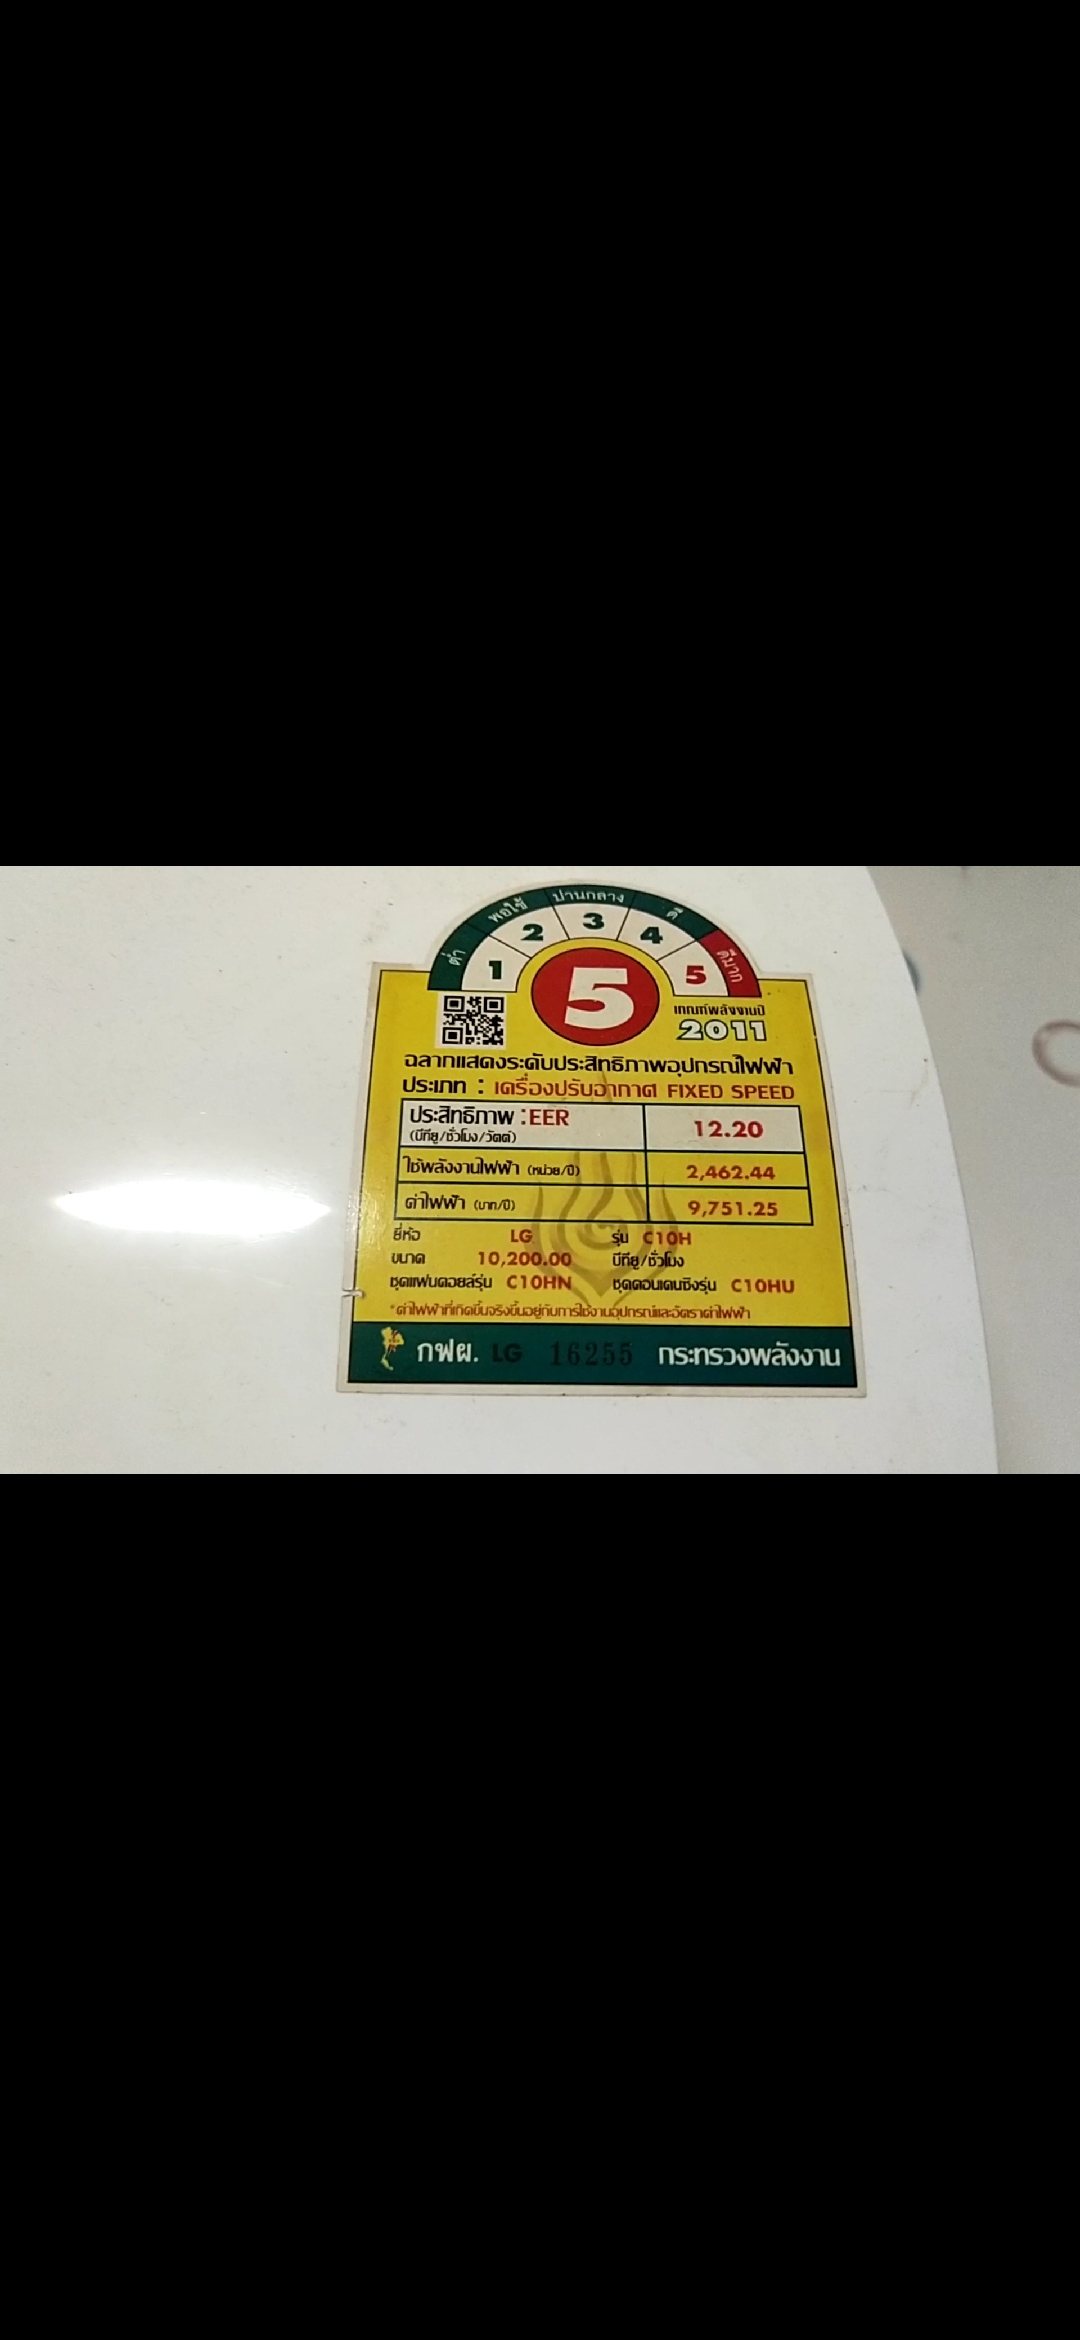 ต่ำ พอใช้ ปานกลาง ดี ดีมาก
1 2 3 4 5
5
เกณฑ์พลังงานปี
2011
ฉลากแสดงระดับประสิทธิภาพอุปกรณ์ไฟฟ้า
ประเภท : เครื่องปรับอากาศ FIXED SPEED
ประสิทธิภาพ : EER 12.20
(บีทียู/ชั่วโมง/วัตต์)
ใช้พลังงานไฟฟ้า (หน่วย/ปี) 2,462.44
ค่าไฟฟ้า (บาท/ปี) 9,751.25
ยี่ห้อ LG รุ่น C10H
ขนาด 10,200.00 บีทียู/ชั่วโมง
ชุดแฟนคอยล์รุ่น C10HN ชุดคอนเดนซิงรุ่น C10HU
*ค่าไฟฟ้าที่เกิดขึ้นจริงขึ้นอยู่กับการใช้งานอุปกรณ์และอัตราค่าไฟฟ้า
กฟผ. LG 16255 กระทรวงพลังงาน